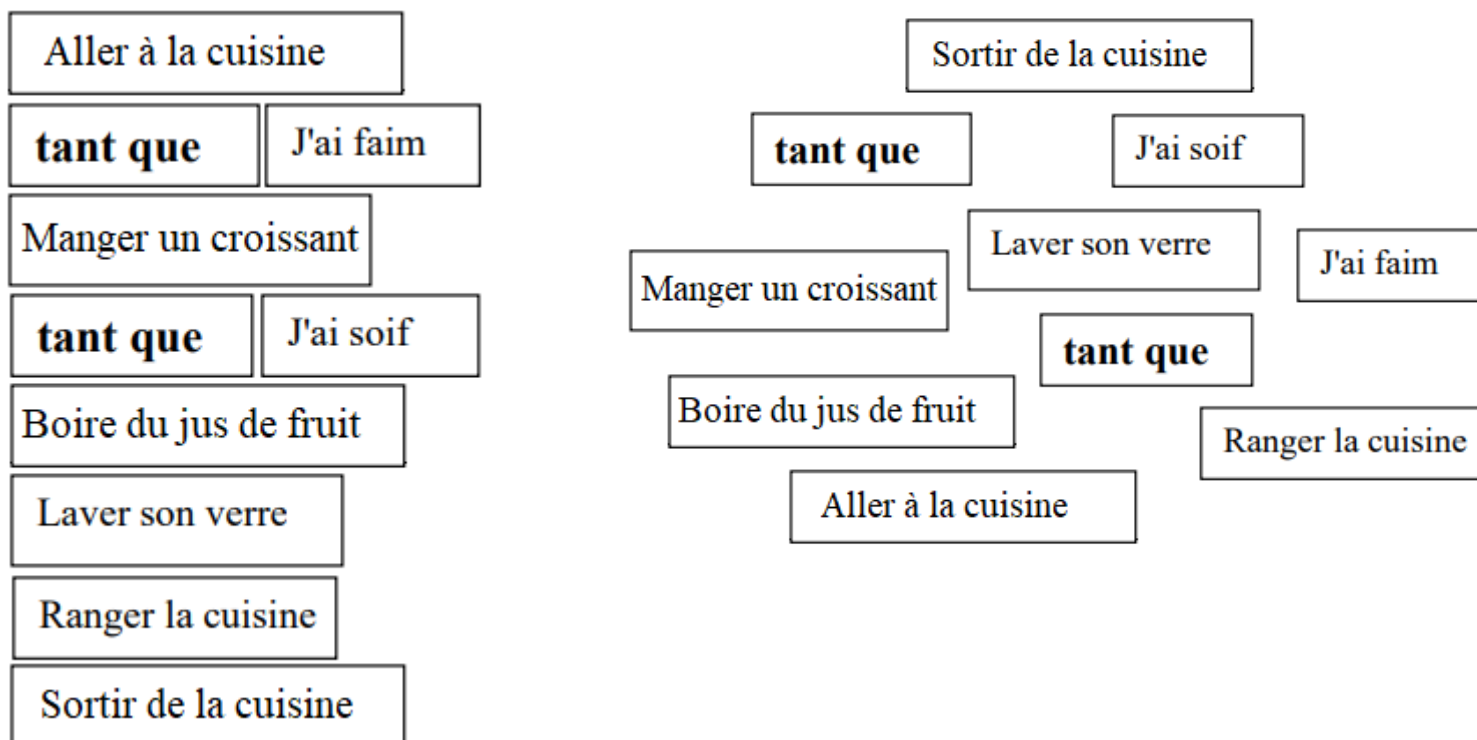 Aller à la cuisine
tant que J'ai faim
Manger un croissant
tant que J'ai soif
Boire du jus de fruit
Laver son verre
Ranger la cuisine
Sortir de la cuisine
Sortir de la cuisine
tant que
J'ai soif
Laver son verre
J'ai faim
Manger un croissant
tant que
Boire du jus de fruit
Ranger la cuisine
Aller à la cuisine